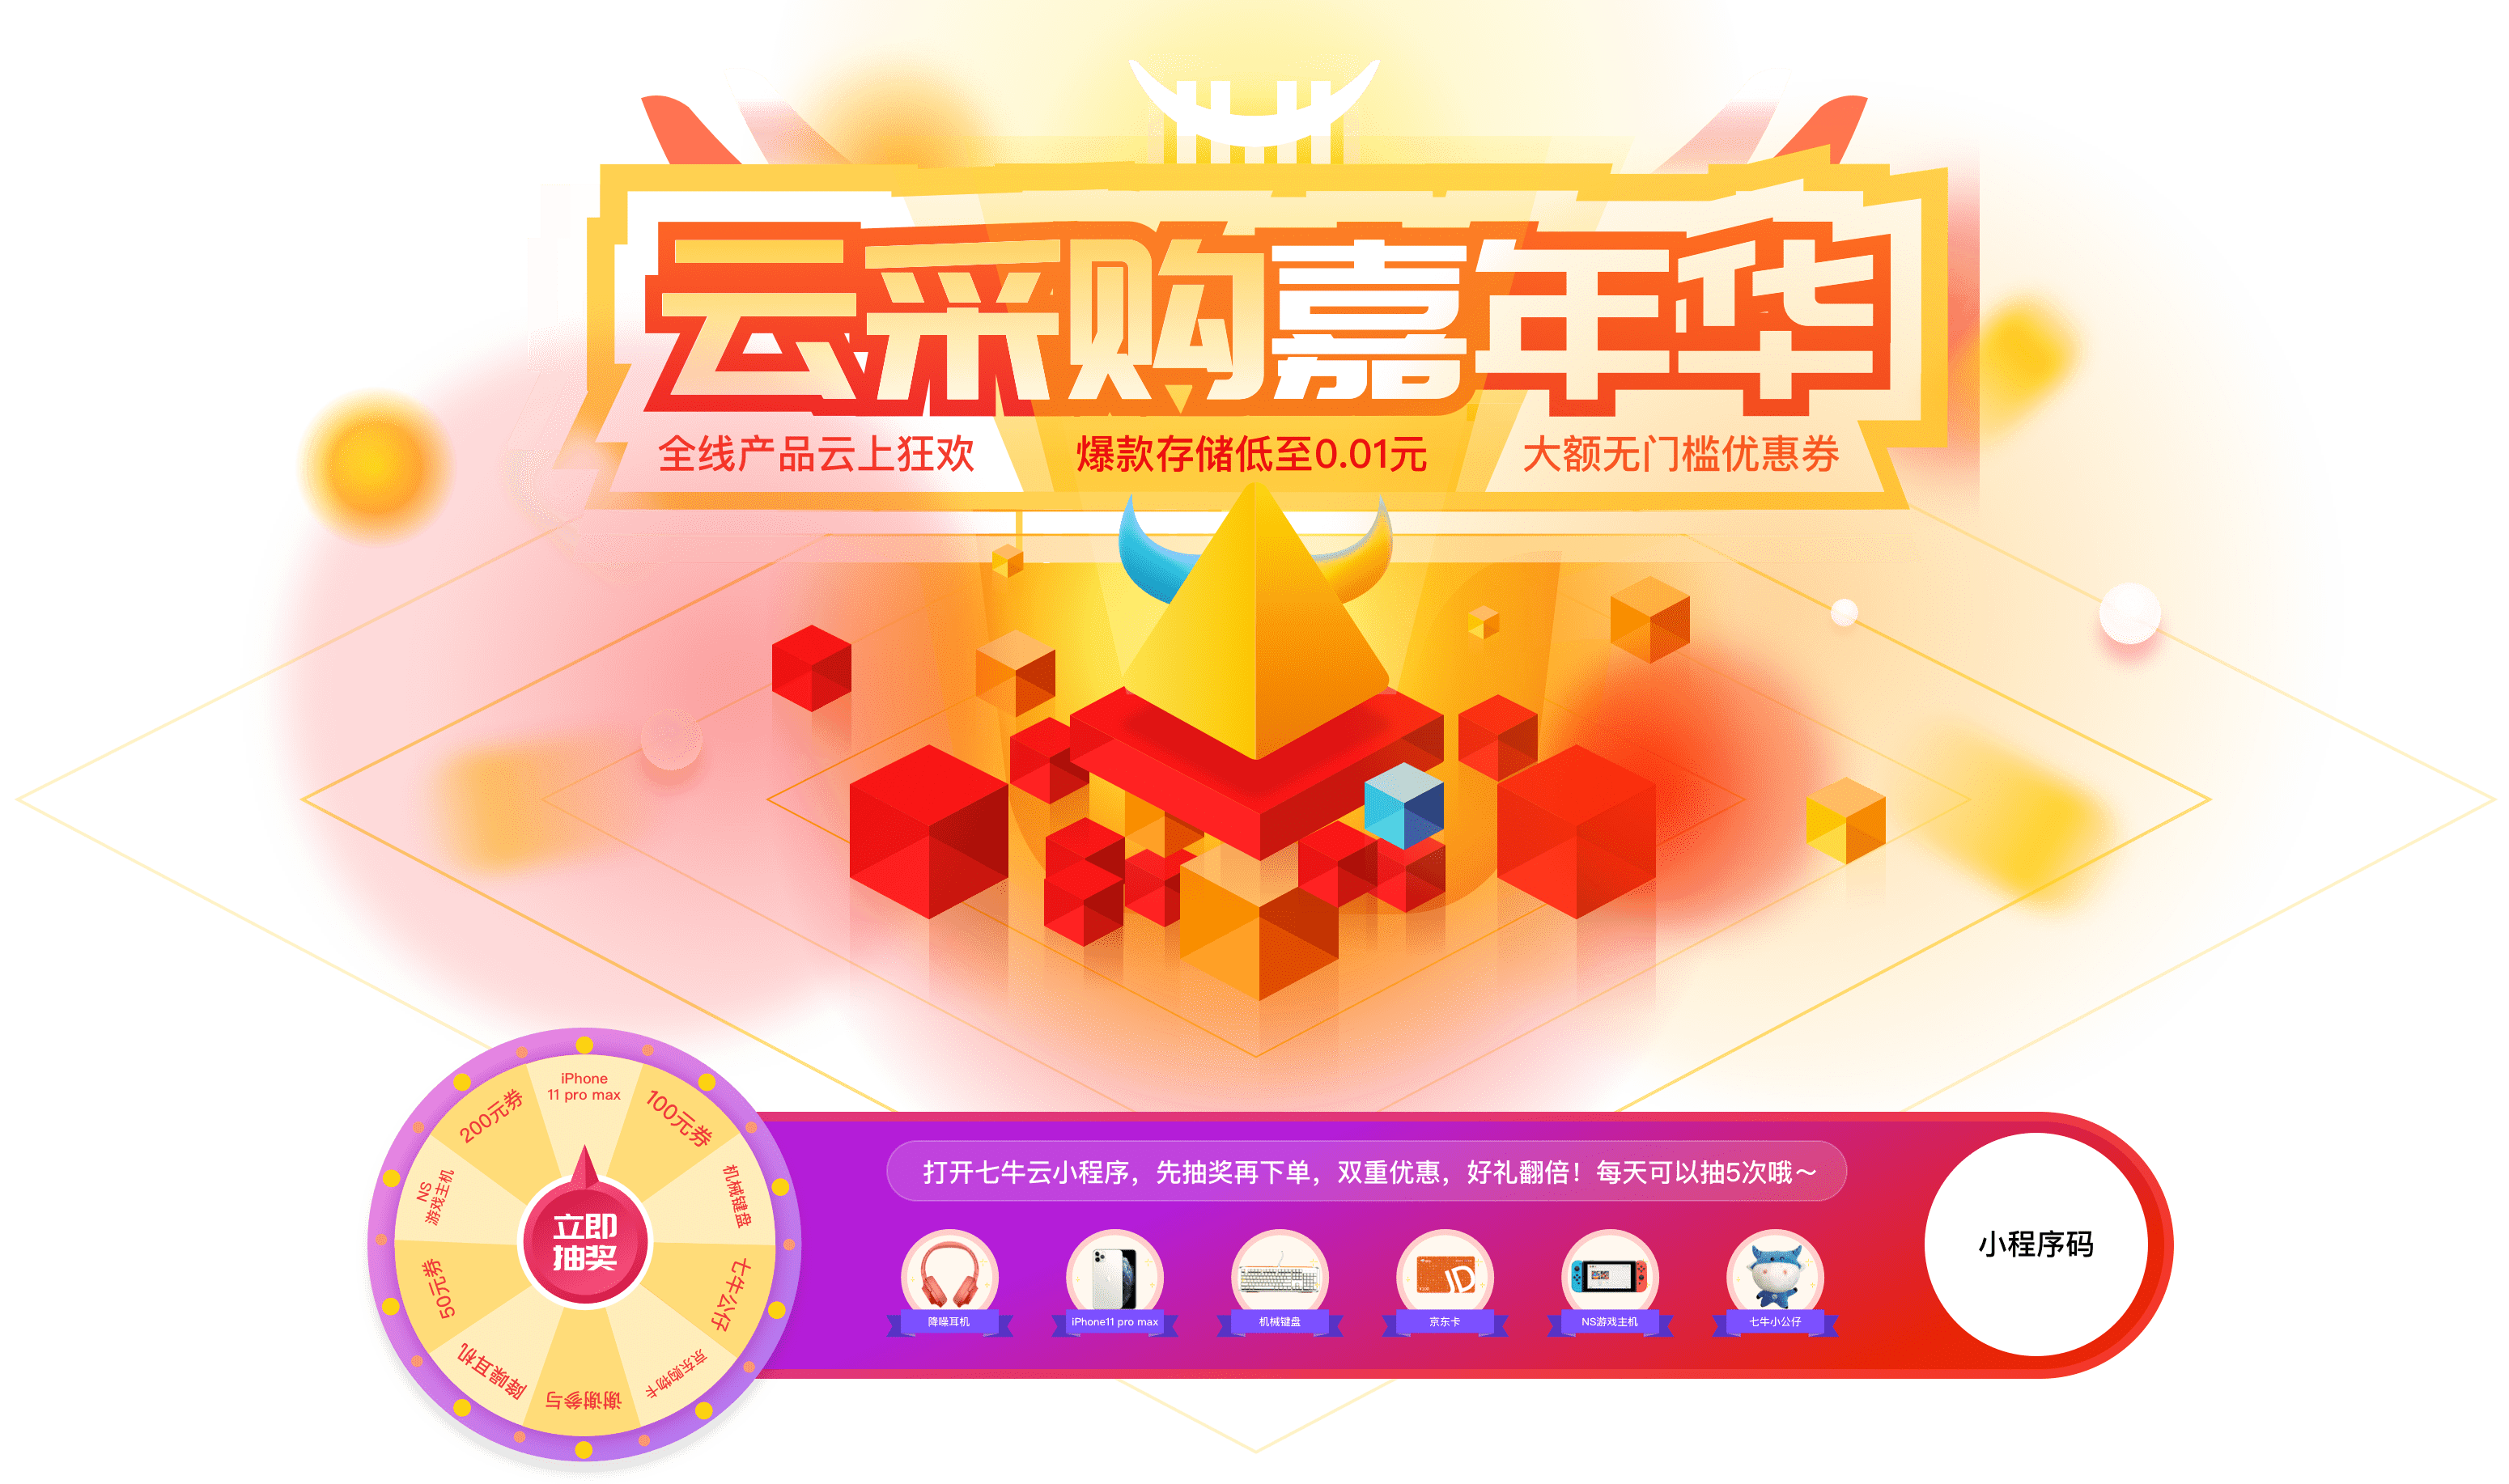 云采购嘉年华
全线产品云上狂欢
爆款存储低至0.01元
大额无门槛优惠券
iPhone
11 pro max
100元券
机械键盘
七牛公仔
京东购物卡
谢谢参与
降噪耳机
50元券
NS
游戏主机
200元券
立即
抽奖
打开七牛云小程序，先抽奖再下单，双重优惠，好礼翻倍！每天可以抽5次哦～
JD
降噪耳机
iPhone11 pro max
机械键盘
京东卡
NS游戏主机
七牛小公仔
小程序码